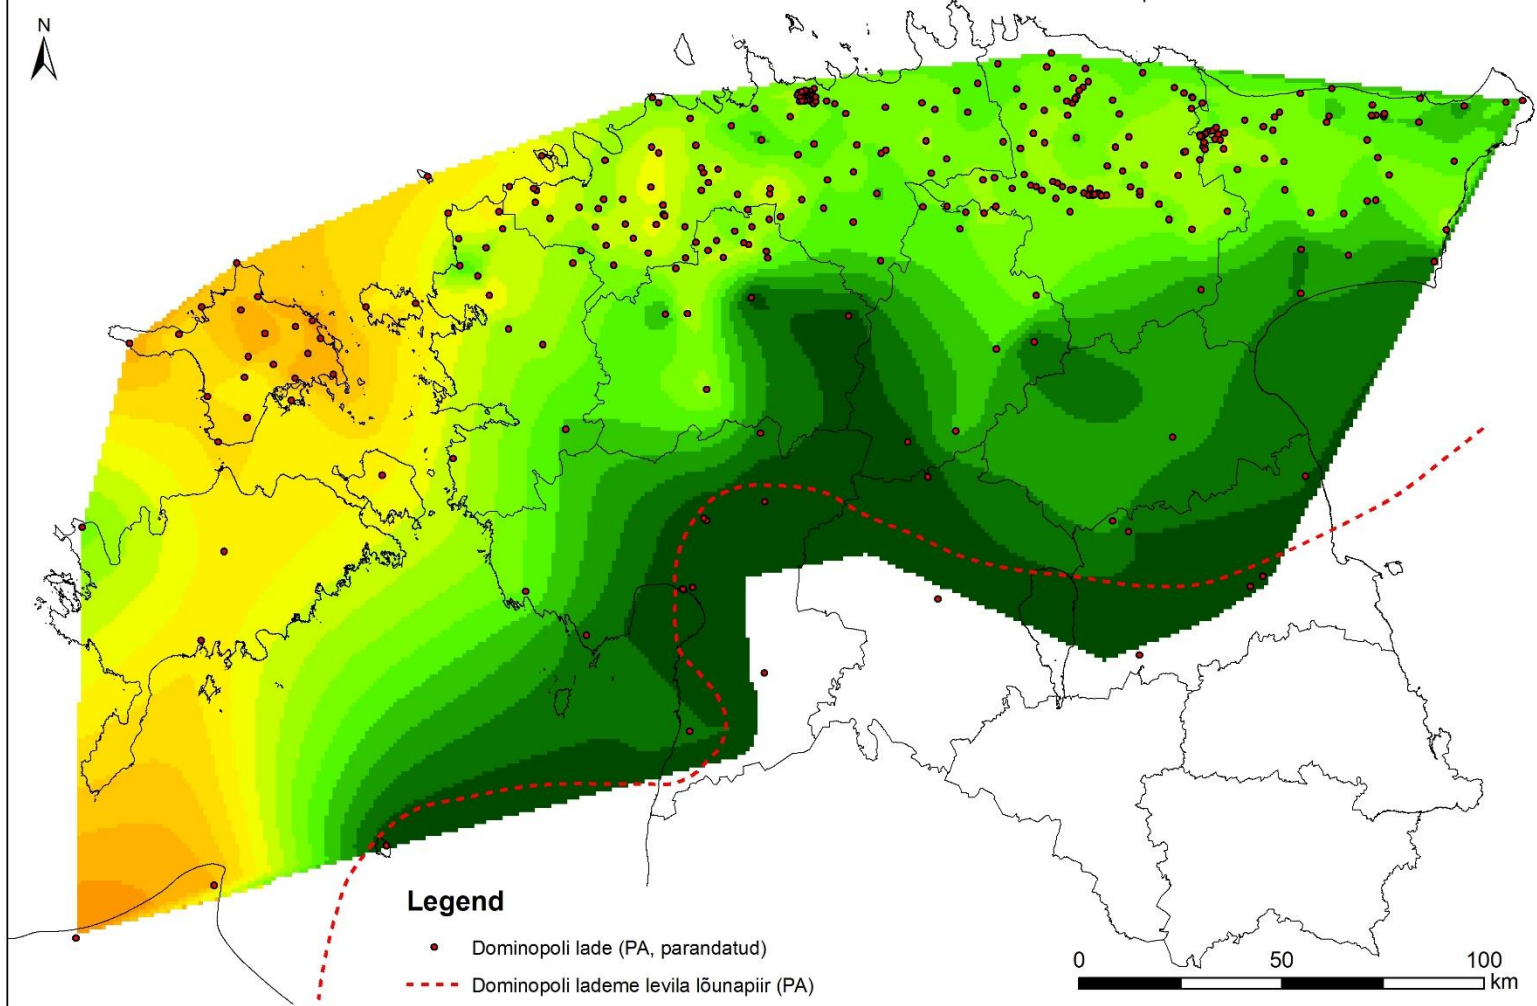 N
Legend
Dominopoli lade (PA, parandatud)
Dominopoli lademe levila lõunapiir (PA)
0 50 100
km